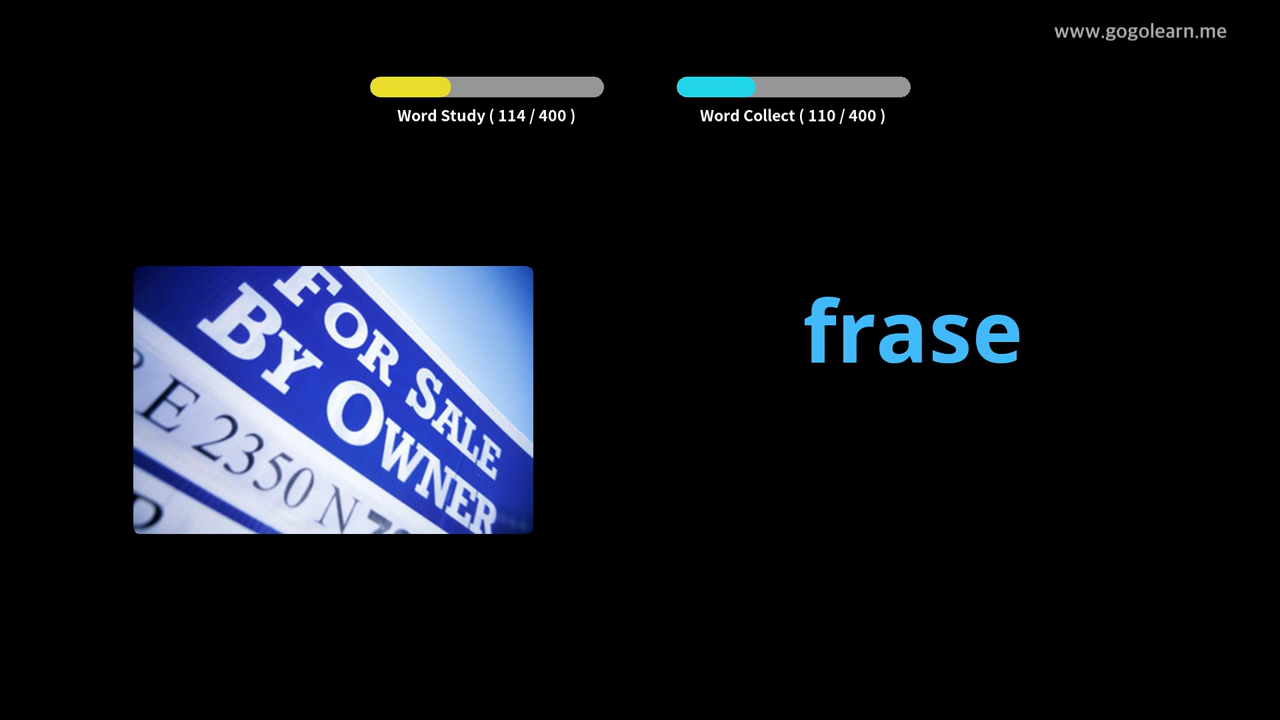 www.gogolearn.me
Word Study ( 114 / 400 )
Word Collect ( 110 / 400 )
FOR SALE
BY OWNER
E 2350 N
frase